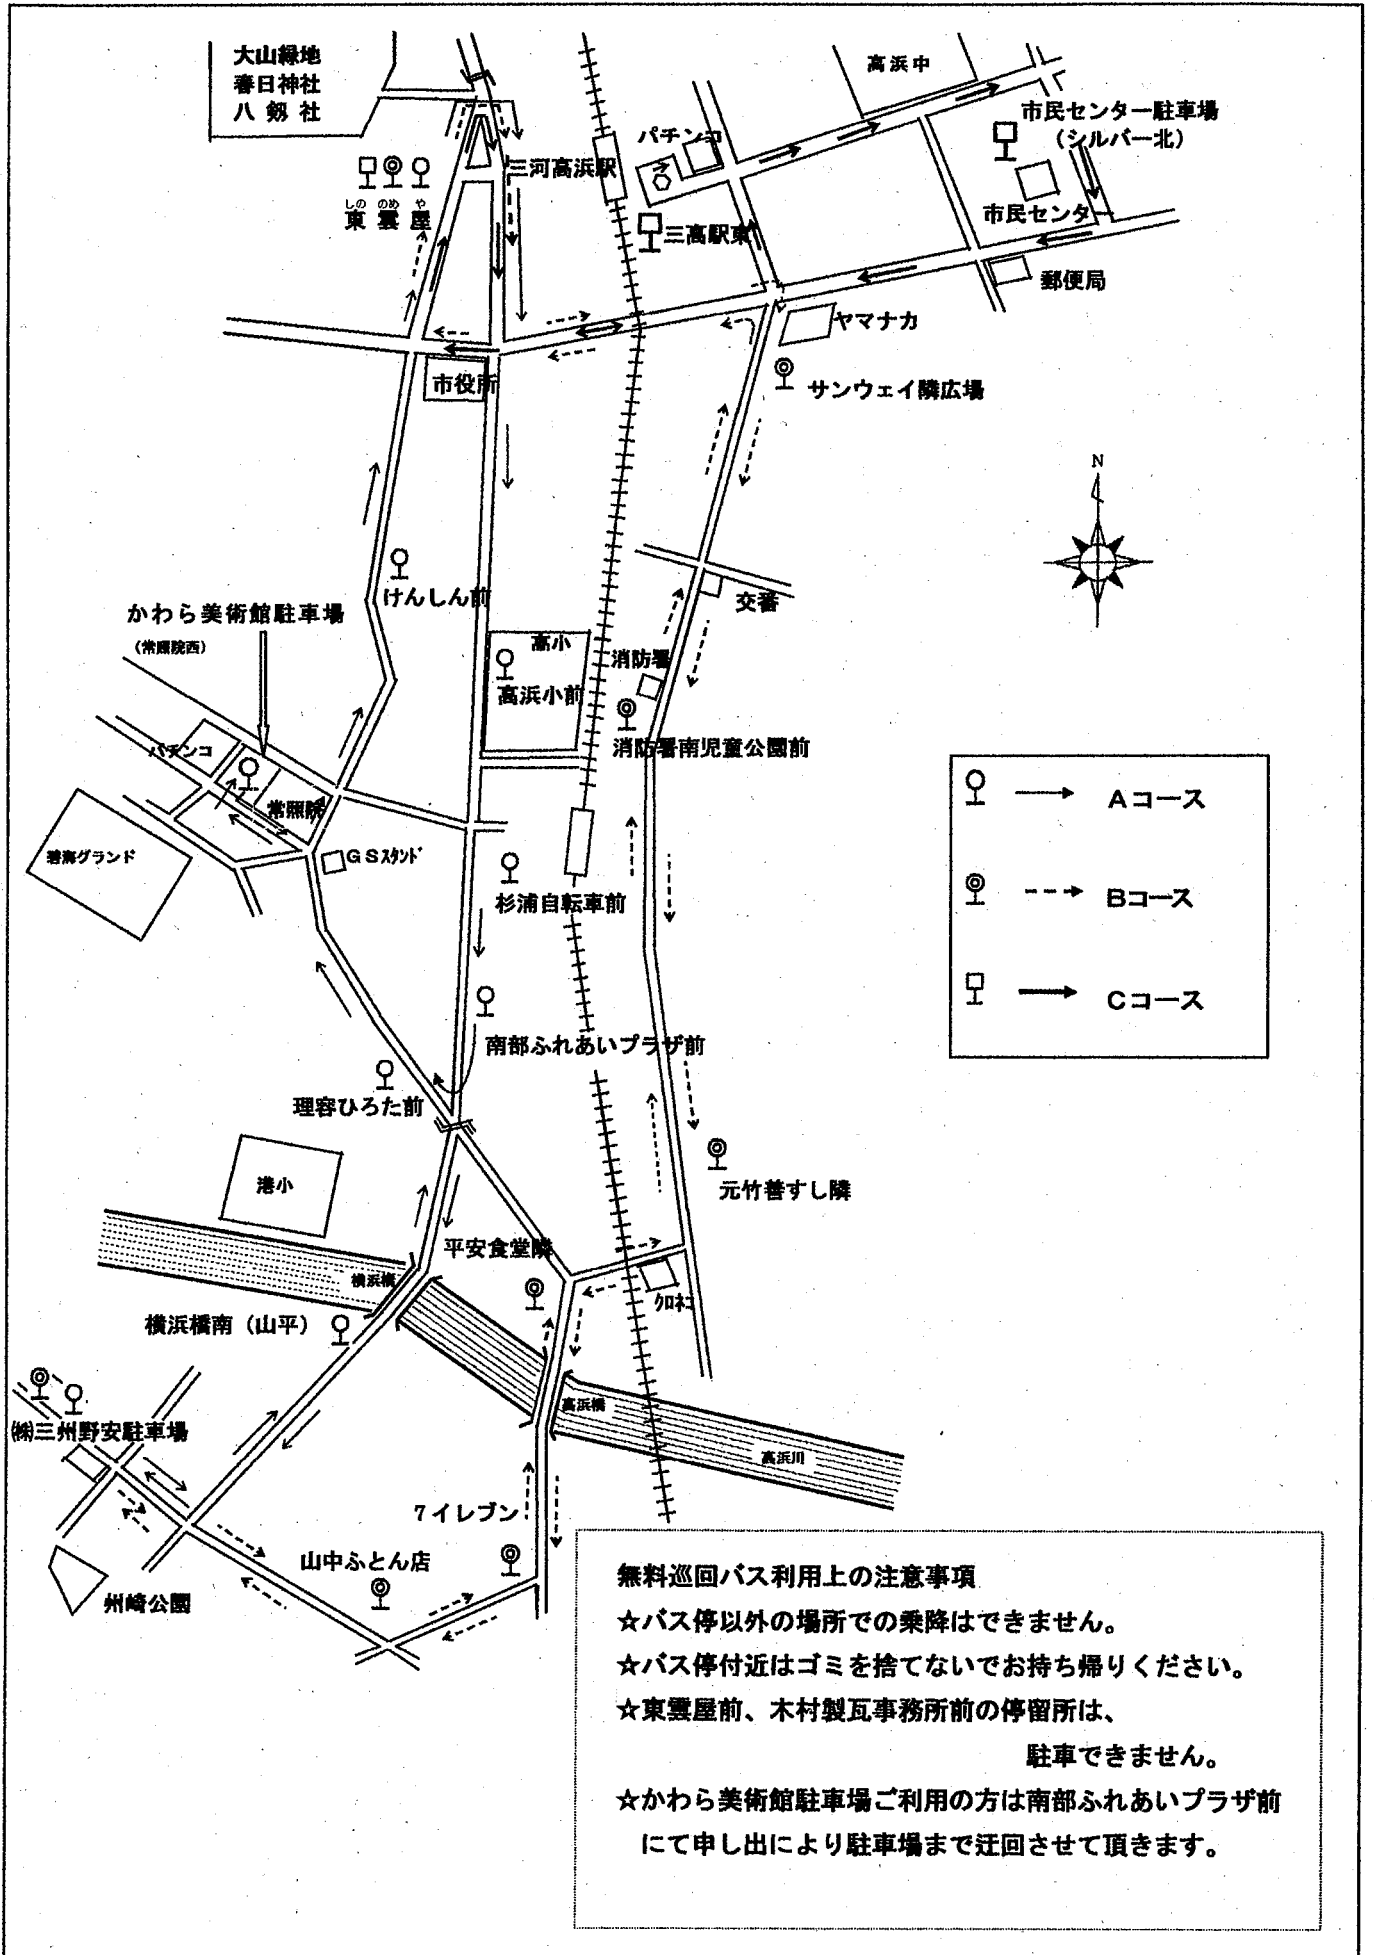 大山緑地
春日神社
八剱社
高浜中
市民センター駐車場
（シルバー北）
パチンコ
三河高浜駅
しの のめ や
東雲屋
三高駅東
市民センター
郵便局
ヤマナカ
市役所
サンウェイ隣広場
N
けんしん前
交番
かわら美術館駐車場
（常照院西）
高小
消防署
高浜小前
消防署南児童公園前
パチンコ
常照院
Aコース
碧海グランド
GSスタンド
杉浦自転車前
Bコース
Cコース
南部ふれあいプラザ前
理容ひろた前
元竹善すし隣
港小
平安食堂隣
横浜橋
クロネコ
横浜橋南（山平）
高浜橋
㈱三州野安駐車場
高浜川
7イレブン
山中ふとん店
州崎公園
無料巡回バス利用上の注意事項
☆バス停以外の場所での乗降はできません。
☆バス停付近はゴミを捨てないでお持ち帰りください。
☆東雲屋前、木村製瓦事務所前の停留所は、
駐車できません。
☆かわら美術館駐車場ご利用の方は南部ふれあいプラザ前
にて申し出により駐車場まで迂回させて頂きます。